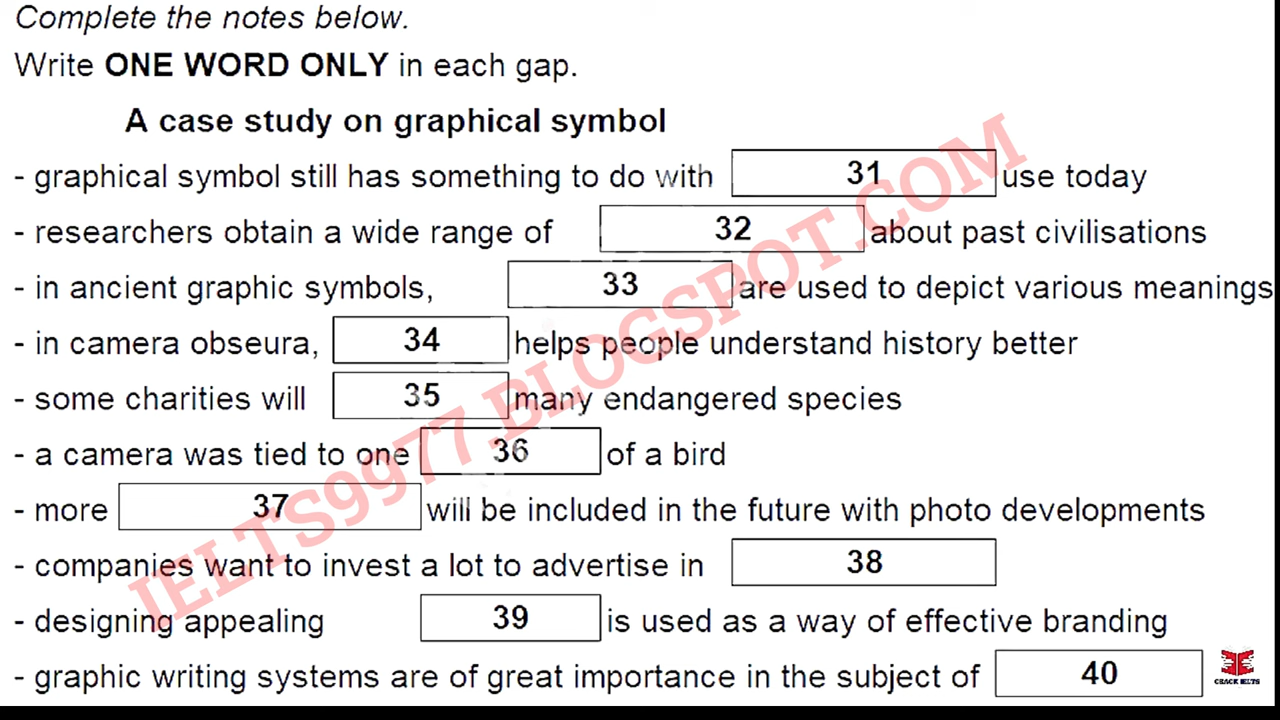 Complete the notes below.
Write ONE WORD ONLY in each gap.
A case study on graphical symbol
- graphical symbol still has something to do with 31 use today
- researchers obtain a wide range of 32 about past civilisations
- in ancient graphic symbols, 33 are used to depict various meanings
- in camera obseura, 34 helps people understand history better
- some charities will 35 many endangered species
- a camera was tied to one 36 of a bird
- more 37 will be included in the future with photo developments
- companies want to invest a lot to advertise in 38
- designing appealing 39 is used as a way of effective branding
- graphic writing systems are of great importance in the subject of 40
IELTS9977.BLOGSPOT.COM
CRACK IELTS